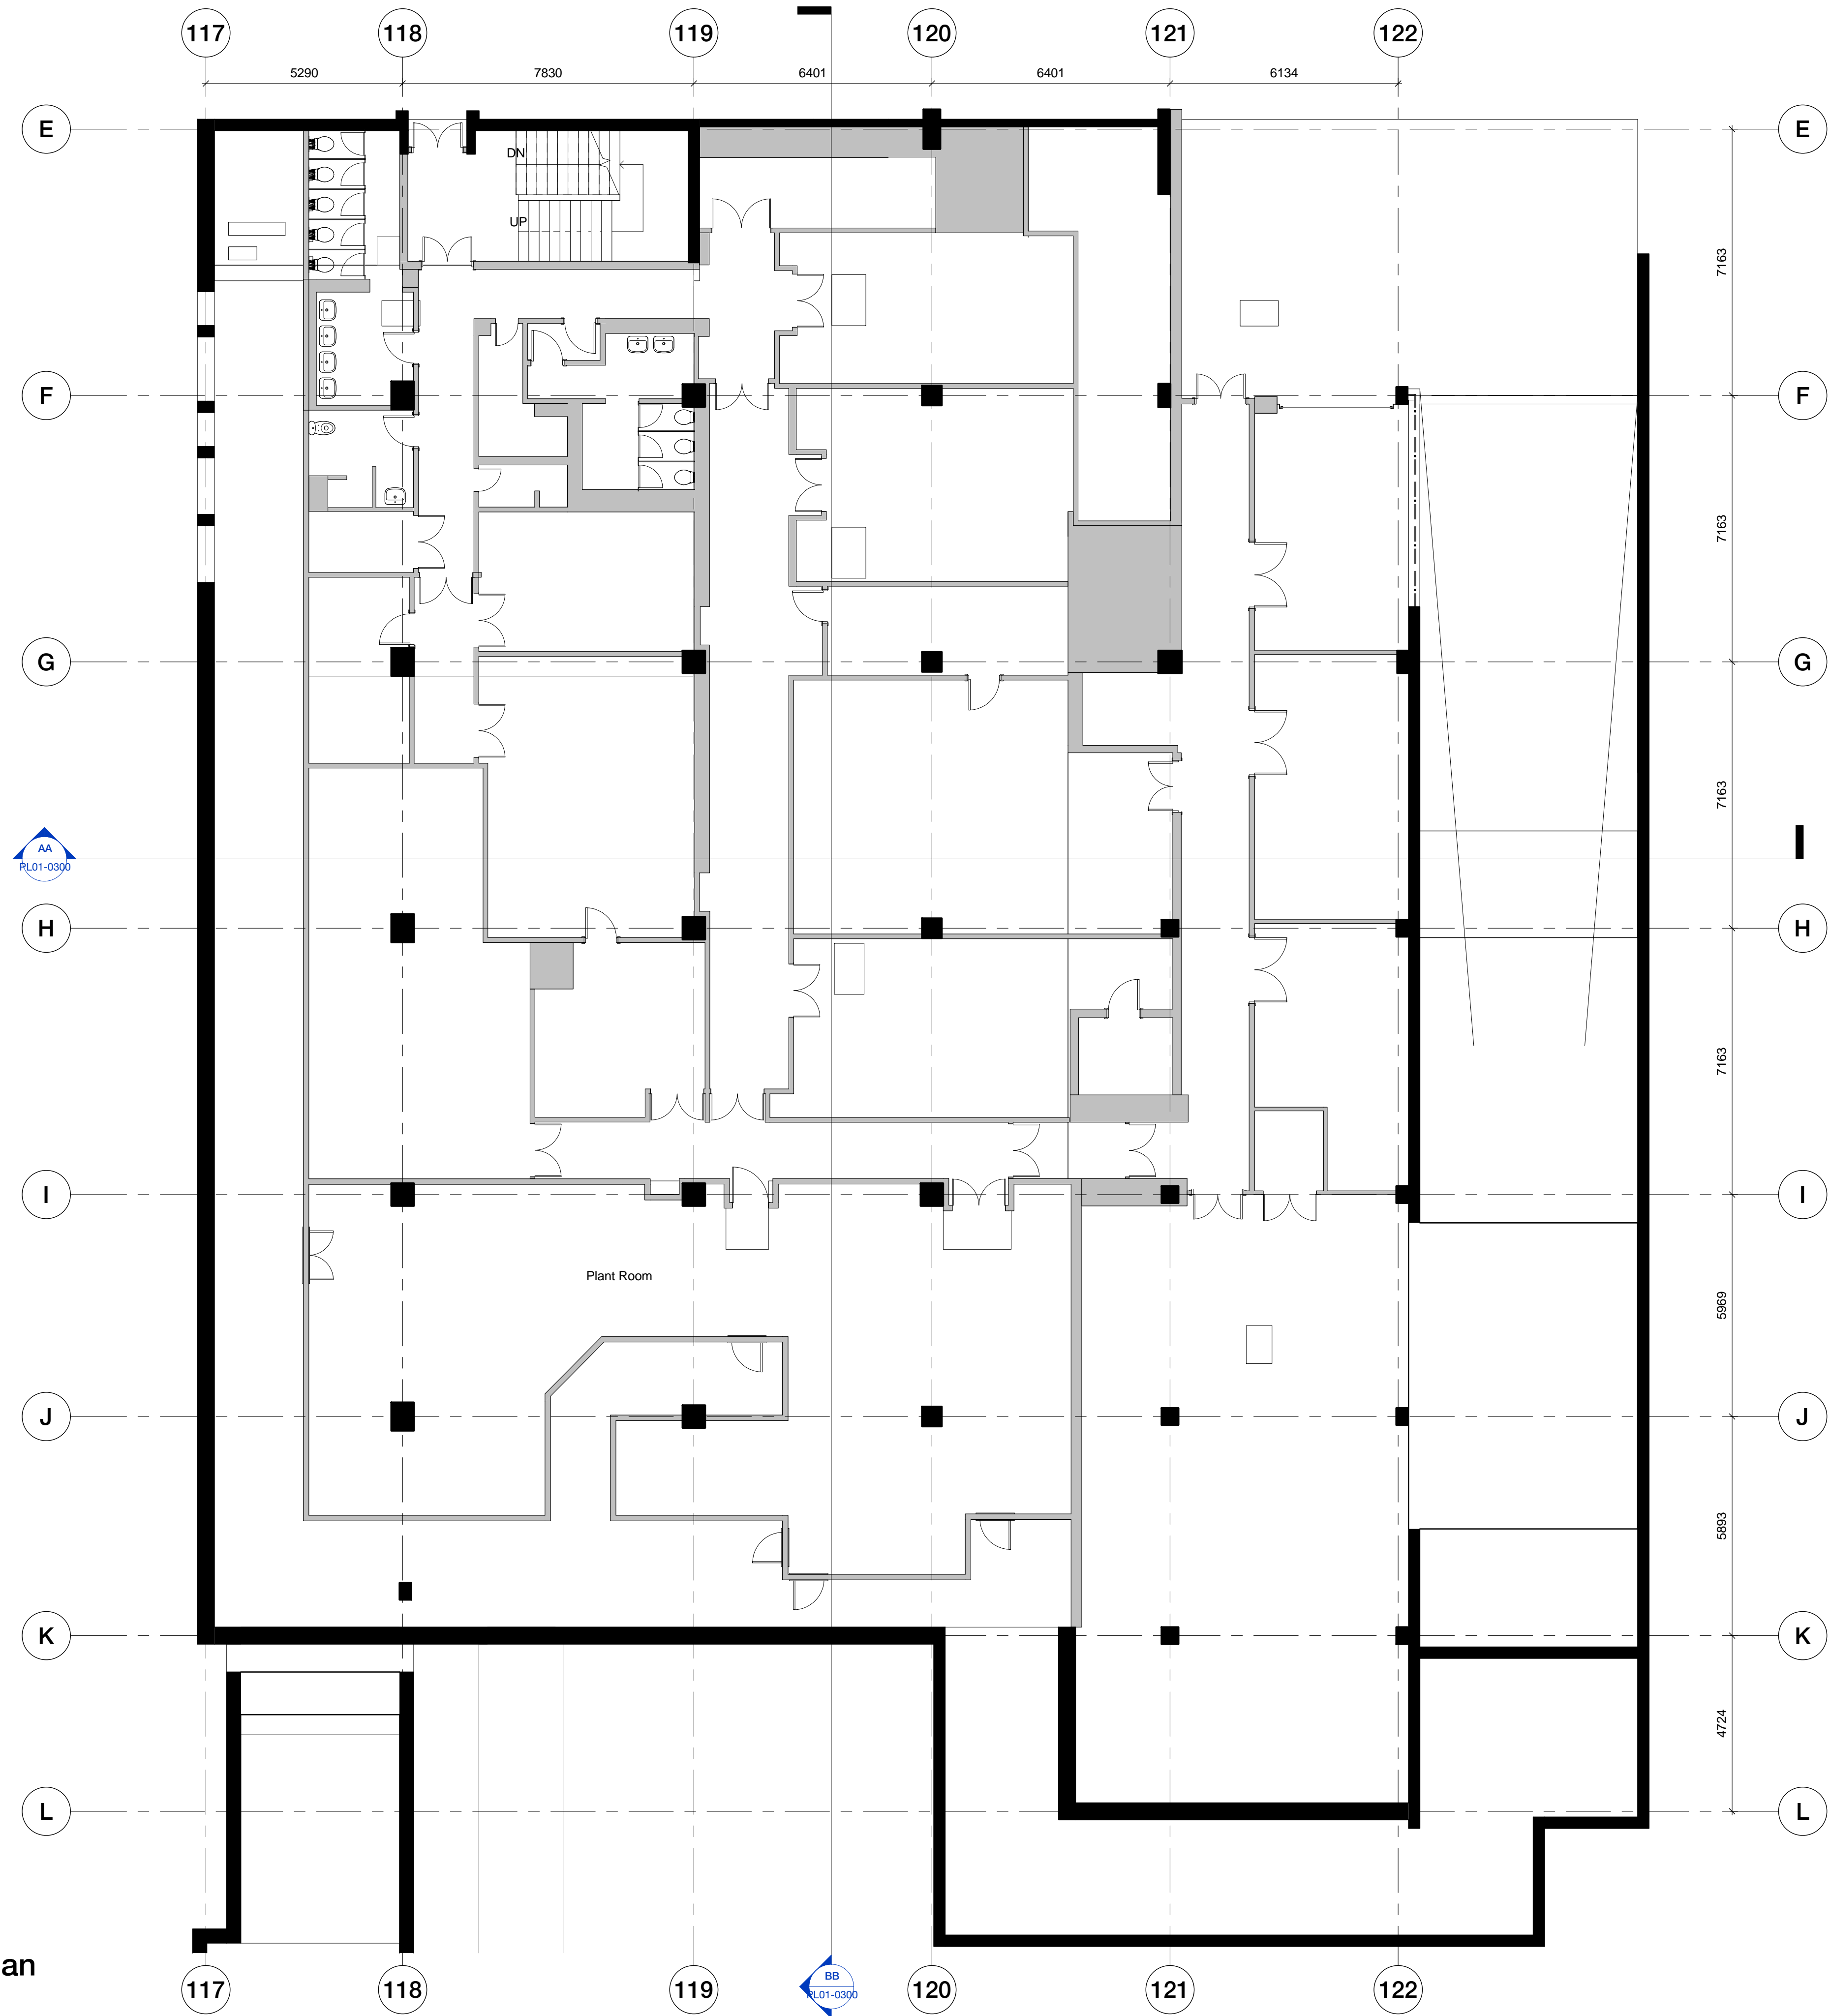 117 118 119 120 121 122
5290 7830 6401 6401 6134
E E
DN
UP
7163
F F
7163
G G
7163
AA
PL01-0300
H H
7163
I I
Plant Room
5969
J J
5893
K K
4724
L L
an
117 118 119 120 121 122
BB
PL01-0300